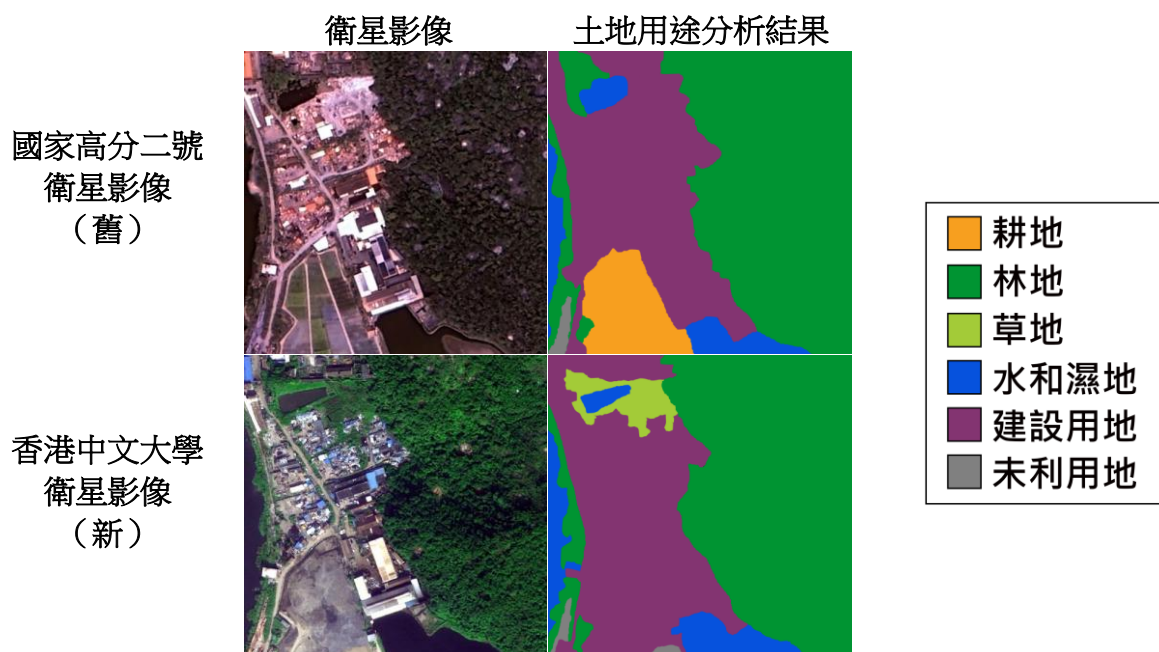 衛星影像
土地用途分析結果
國家高分二號
衛星影像
（舊）
香港中文大學
衛星影像
（新）
耕地
林地
草地
水和濕地
建設用地
未利用地